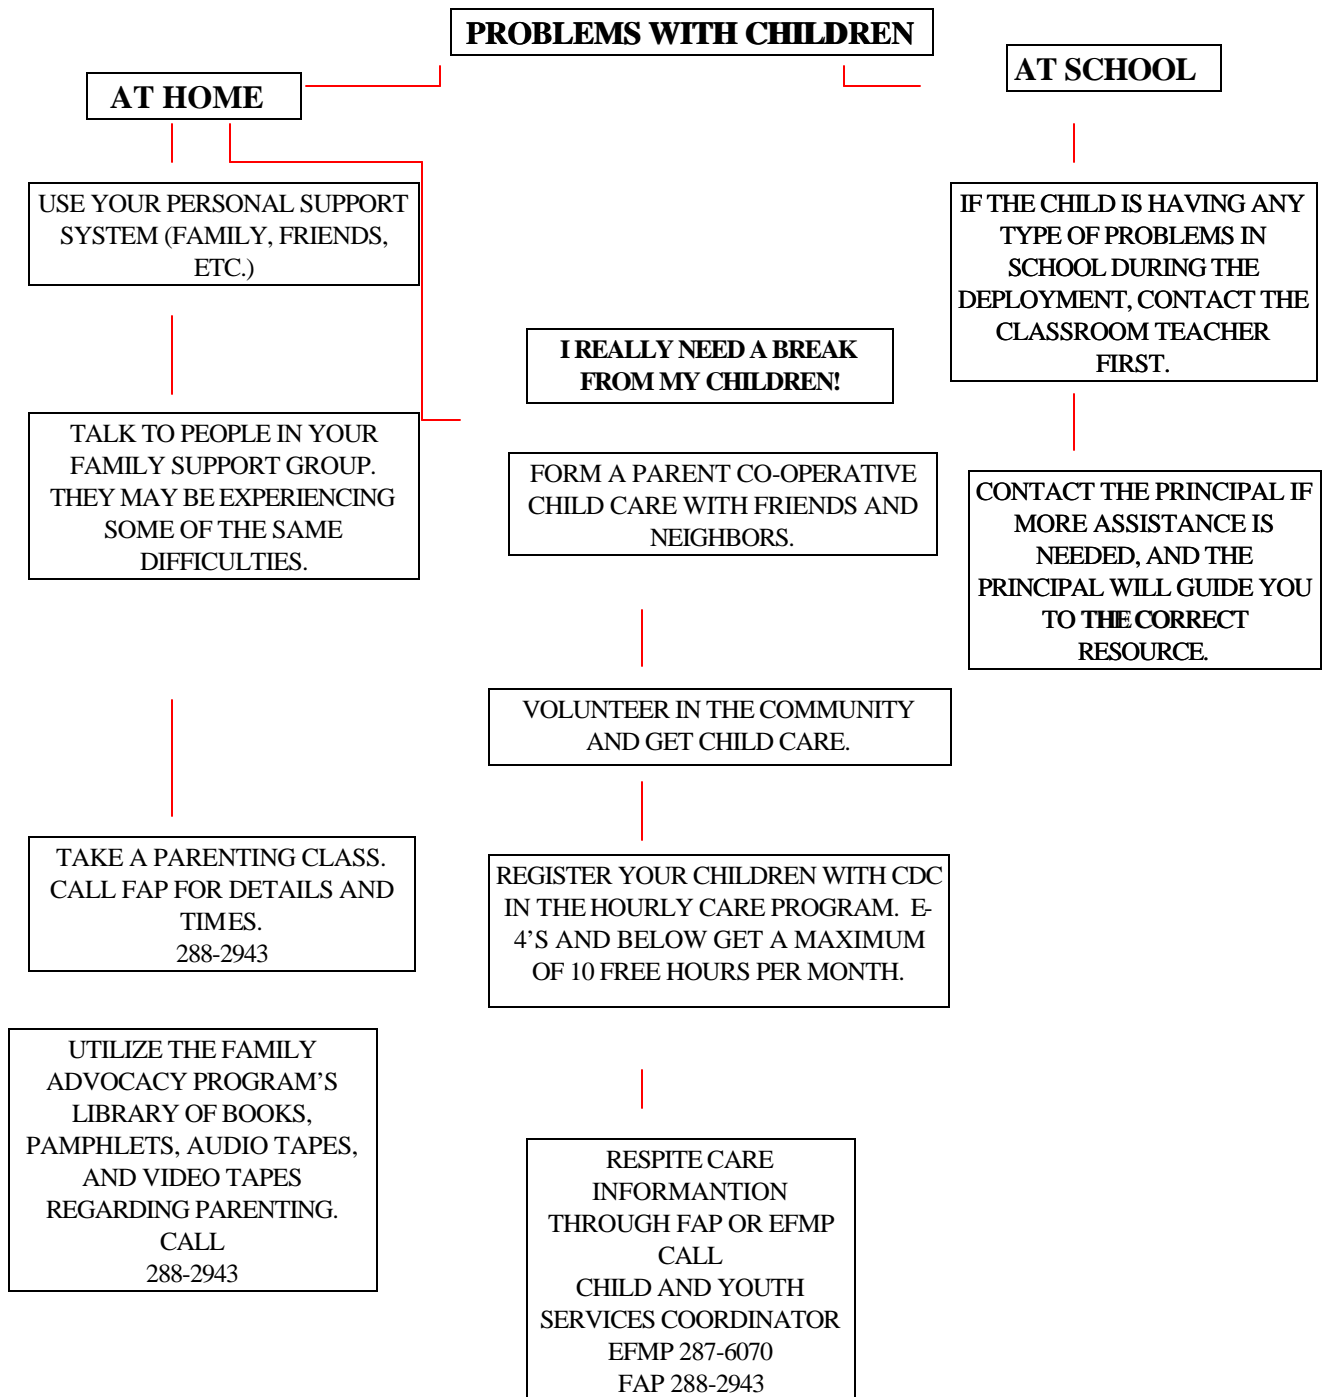 PROBLEMS WITH CHILDREN
AT HOME
USE YOUR PERSONAL SUPPORT
SYSTEM (FAMILY, FRIENDS,
ETC.)
TALK TO PEOPLE IN YOUR
FAMILY SUPPORT GROUP.
THEY MAY BE EXPERIENCING
SOME OF THE SAME
DIFFICULTIES.
TAKE A PARENTING CLASS.
CALL FAP FOR DETAILS AND
TIMES.
288-2943
UTILIZE THE FAMILY
ADVOCACY PROGRAM’S
LIBRARY OF BOOKS,
PAMPHLETS, AUDIO TAPES,
AND VIDEO TAPES
REGARDING PARENTING.
CALL
288-2943
I REALLY NEED A BREAK
FROM MY CHILDREN!
FORM A PARENT CO-OPERATIVE
CHILD CARE WITH FRIENDS AND
NEIGHBORS.
VOLUNTEER IN THE COMMUNITY
AND GET CHILD CARE.
REGISTER YOUR CHILDREN WITH CDC
IN THE HOURLY CARE PROGRAM.  E-
4’S AND BELOW GET A MAXIMUM
OF 10 FREE HOURS PER MONTH.
RESPITE CARE
INFORMANTION
THROUGH FAP OR EFMP
CALL
CHILD AND YOUTH
SERVICES COORDINATOR
EFMP 287-6070
FAP 288-2943
AT SCHOOL
IF THE CHILD IS HAVING ANY
TYPE OF PROBLEMS IN
SCHOOL DURING THE
DEPLOYMENT, CONTACT THE
CLASSROOM TEACHER
FIRST.
CONTACT THE PRINCIPAL IF
MORE ASSISTANCE IS
NEEDED, AND THE
PRINCIPAL WILL GUIDE YOU
TO THE CORRECT
RESOURCE.